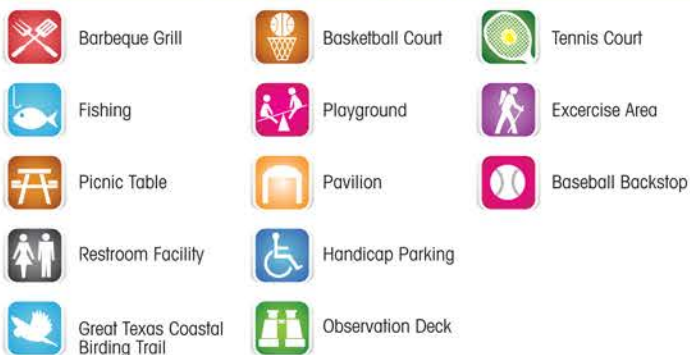 Barbeque Grill
Basketball Court
Tennis Court
Fishing
Playground
Excercise Area
Picnic Table
Pavilion
Baseball Backstop
Restroom Facility
Handicap Parking
Great Texas Coastal
Birding Trail
Observation Deck